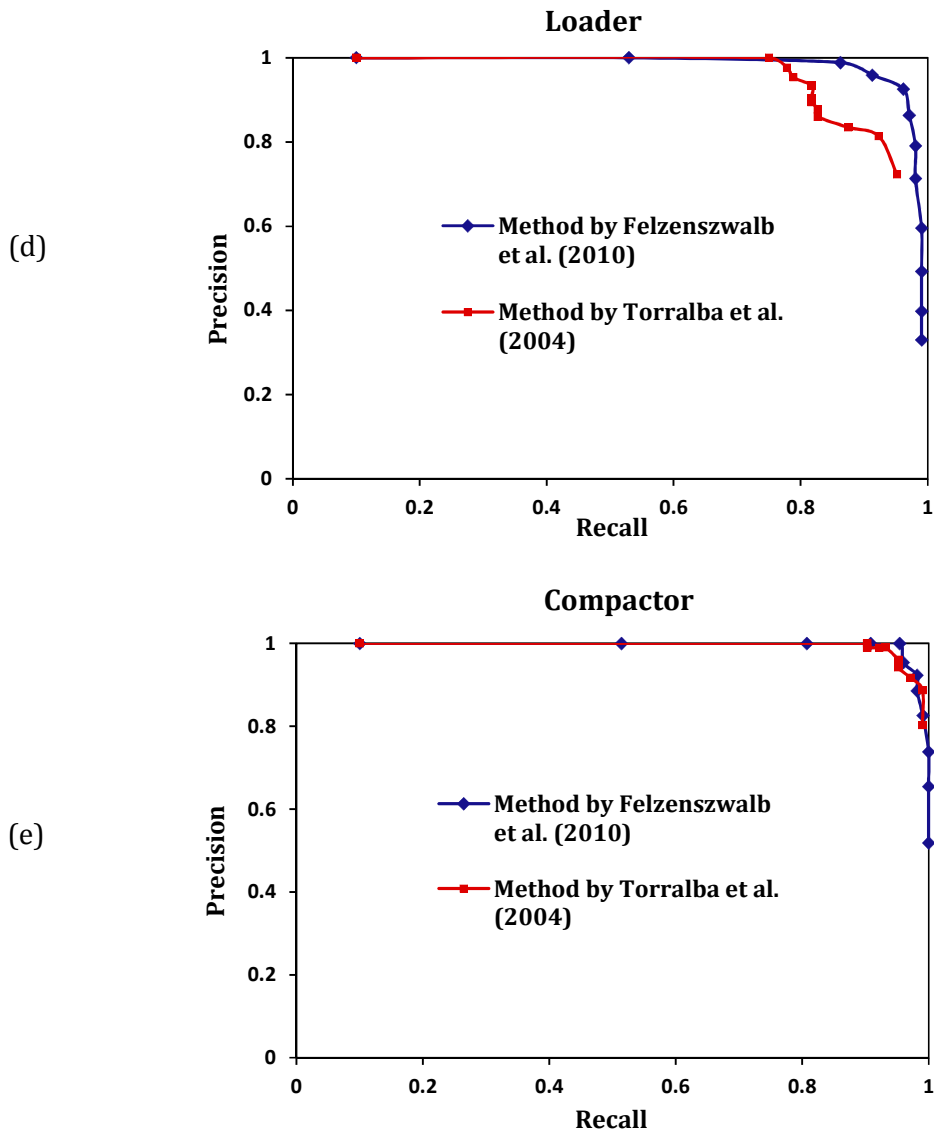 Loader
1
0.8
0.6
0.4
0.2
0
Precision
(d)
Method by Felzenszwalb
et al. (2010)
Method by Torralba et al.
(2004)
0 0.2 0.4 0.6 0.8 1
Recall
Compactor
1
0.8
0.6
0.4
0.2
0
Precision
(e)
Method by Felzenszwalb
et al. (2010)
Method by Torralba et al.
(2004)
0 0.2 0.4 0.6 0.8 1
Recall